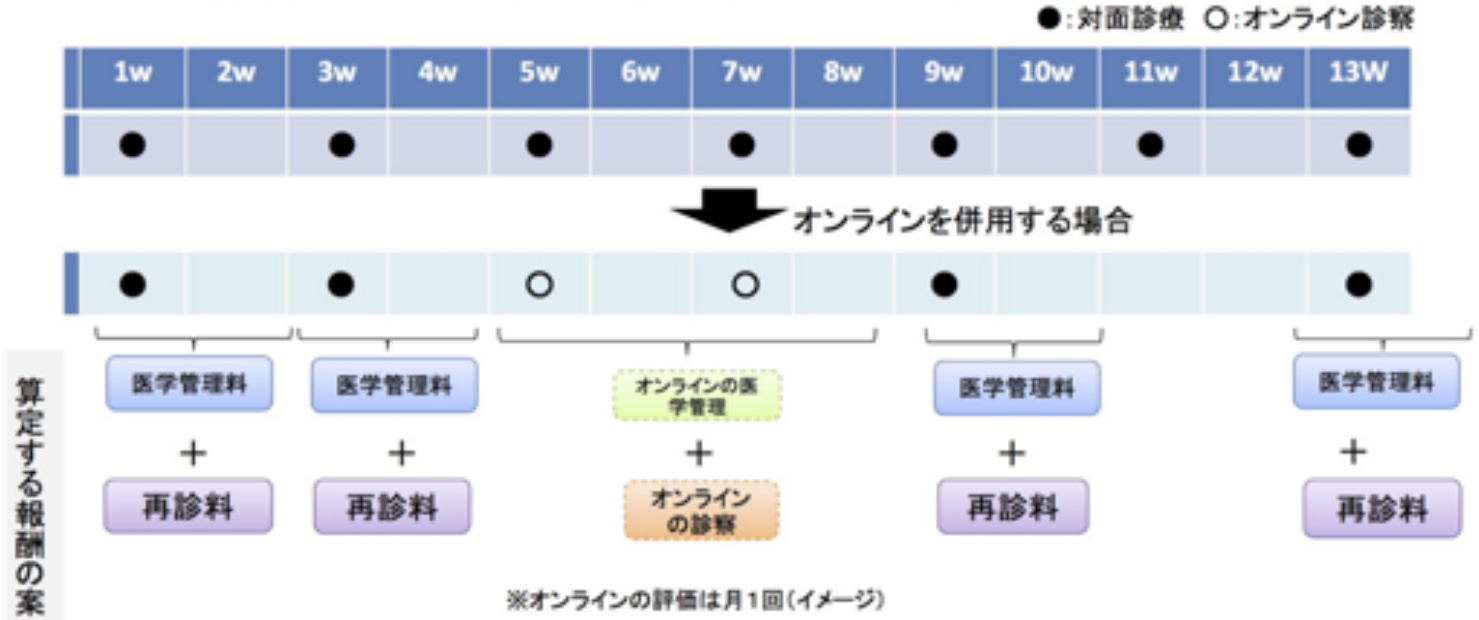 ●:対面診療 ○:オンライン診察
1w 2w 3w 4w 5w 6w 7w 8w 9w 10w 11w 12w 13W
オンラインを併用する場合
算定する報酬の案
医学管理料 医学管理料 オンラインの医 医学管理料 医学管理料
学管理
+ + + + +
再診料 再診料 オンライン 再診料 再診料
の診察
※オンラインの評価は月1回(イメージ)